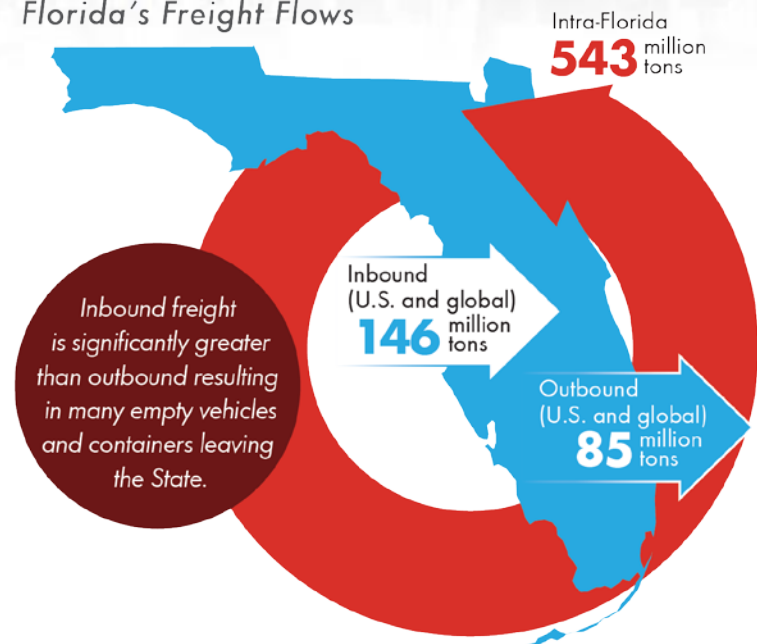 Florida's Freight Flows
Intra-Florida
543 million tons
Inbound
(U.S. and global)
146 million tons
Outbound
(U.S. and global)
85 million tons
Inbound freight
is significantly greater
than outbound resulting
in many empty vehicles
and containers leaving
the State.